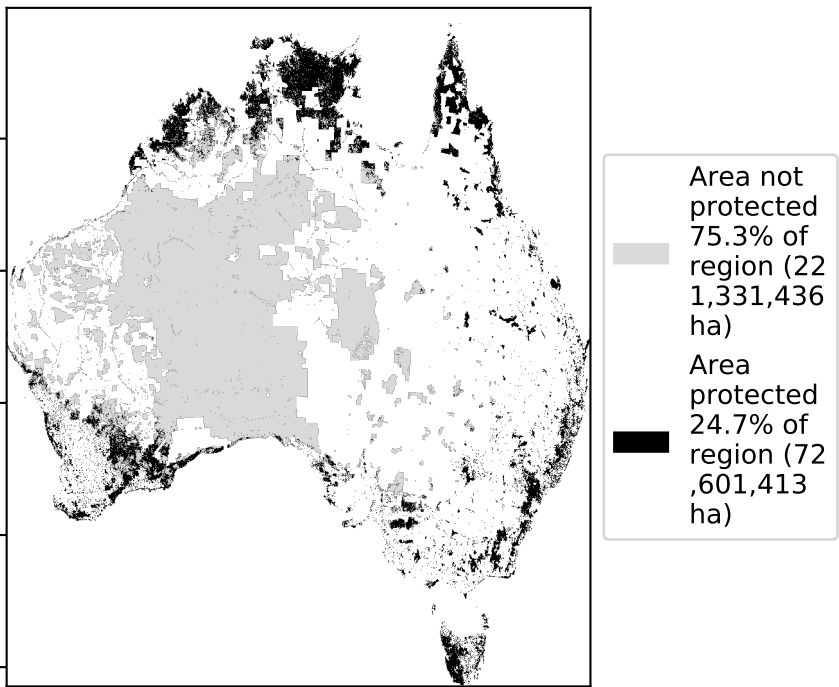 Area not
protected
75.3% of
region (22
1,331,436
ha)
Area
protected
24.7% of
region (72
,601,413
ha)